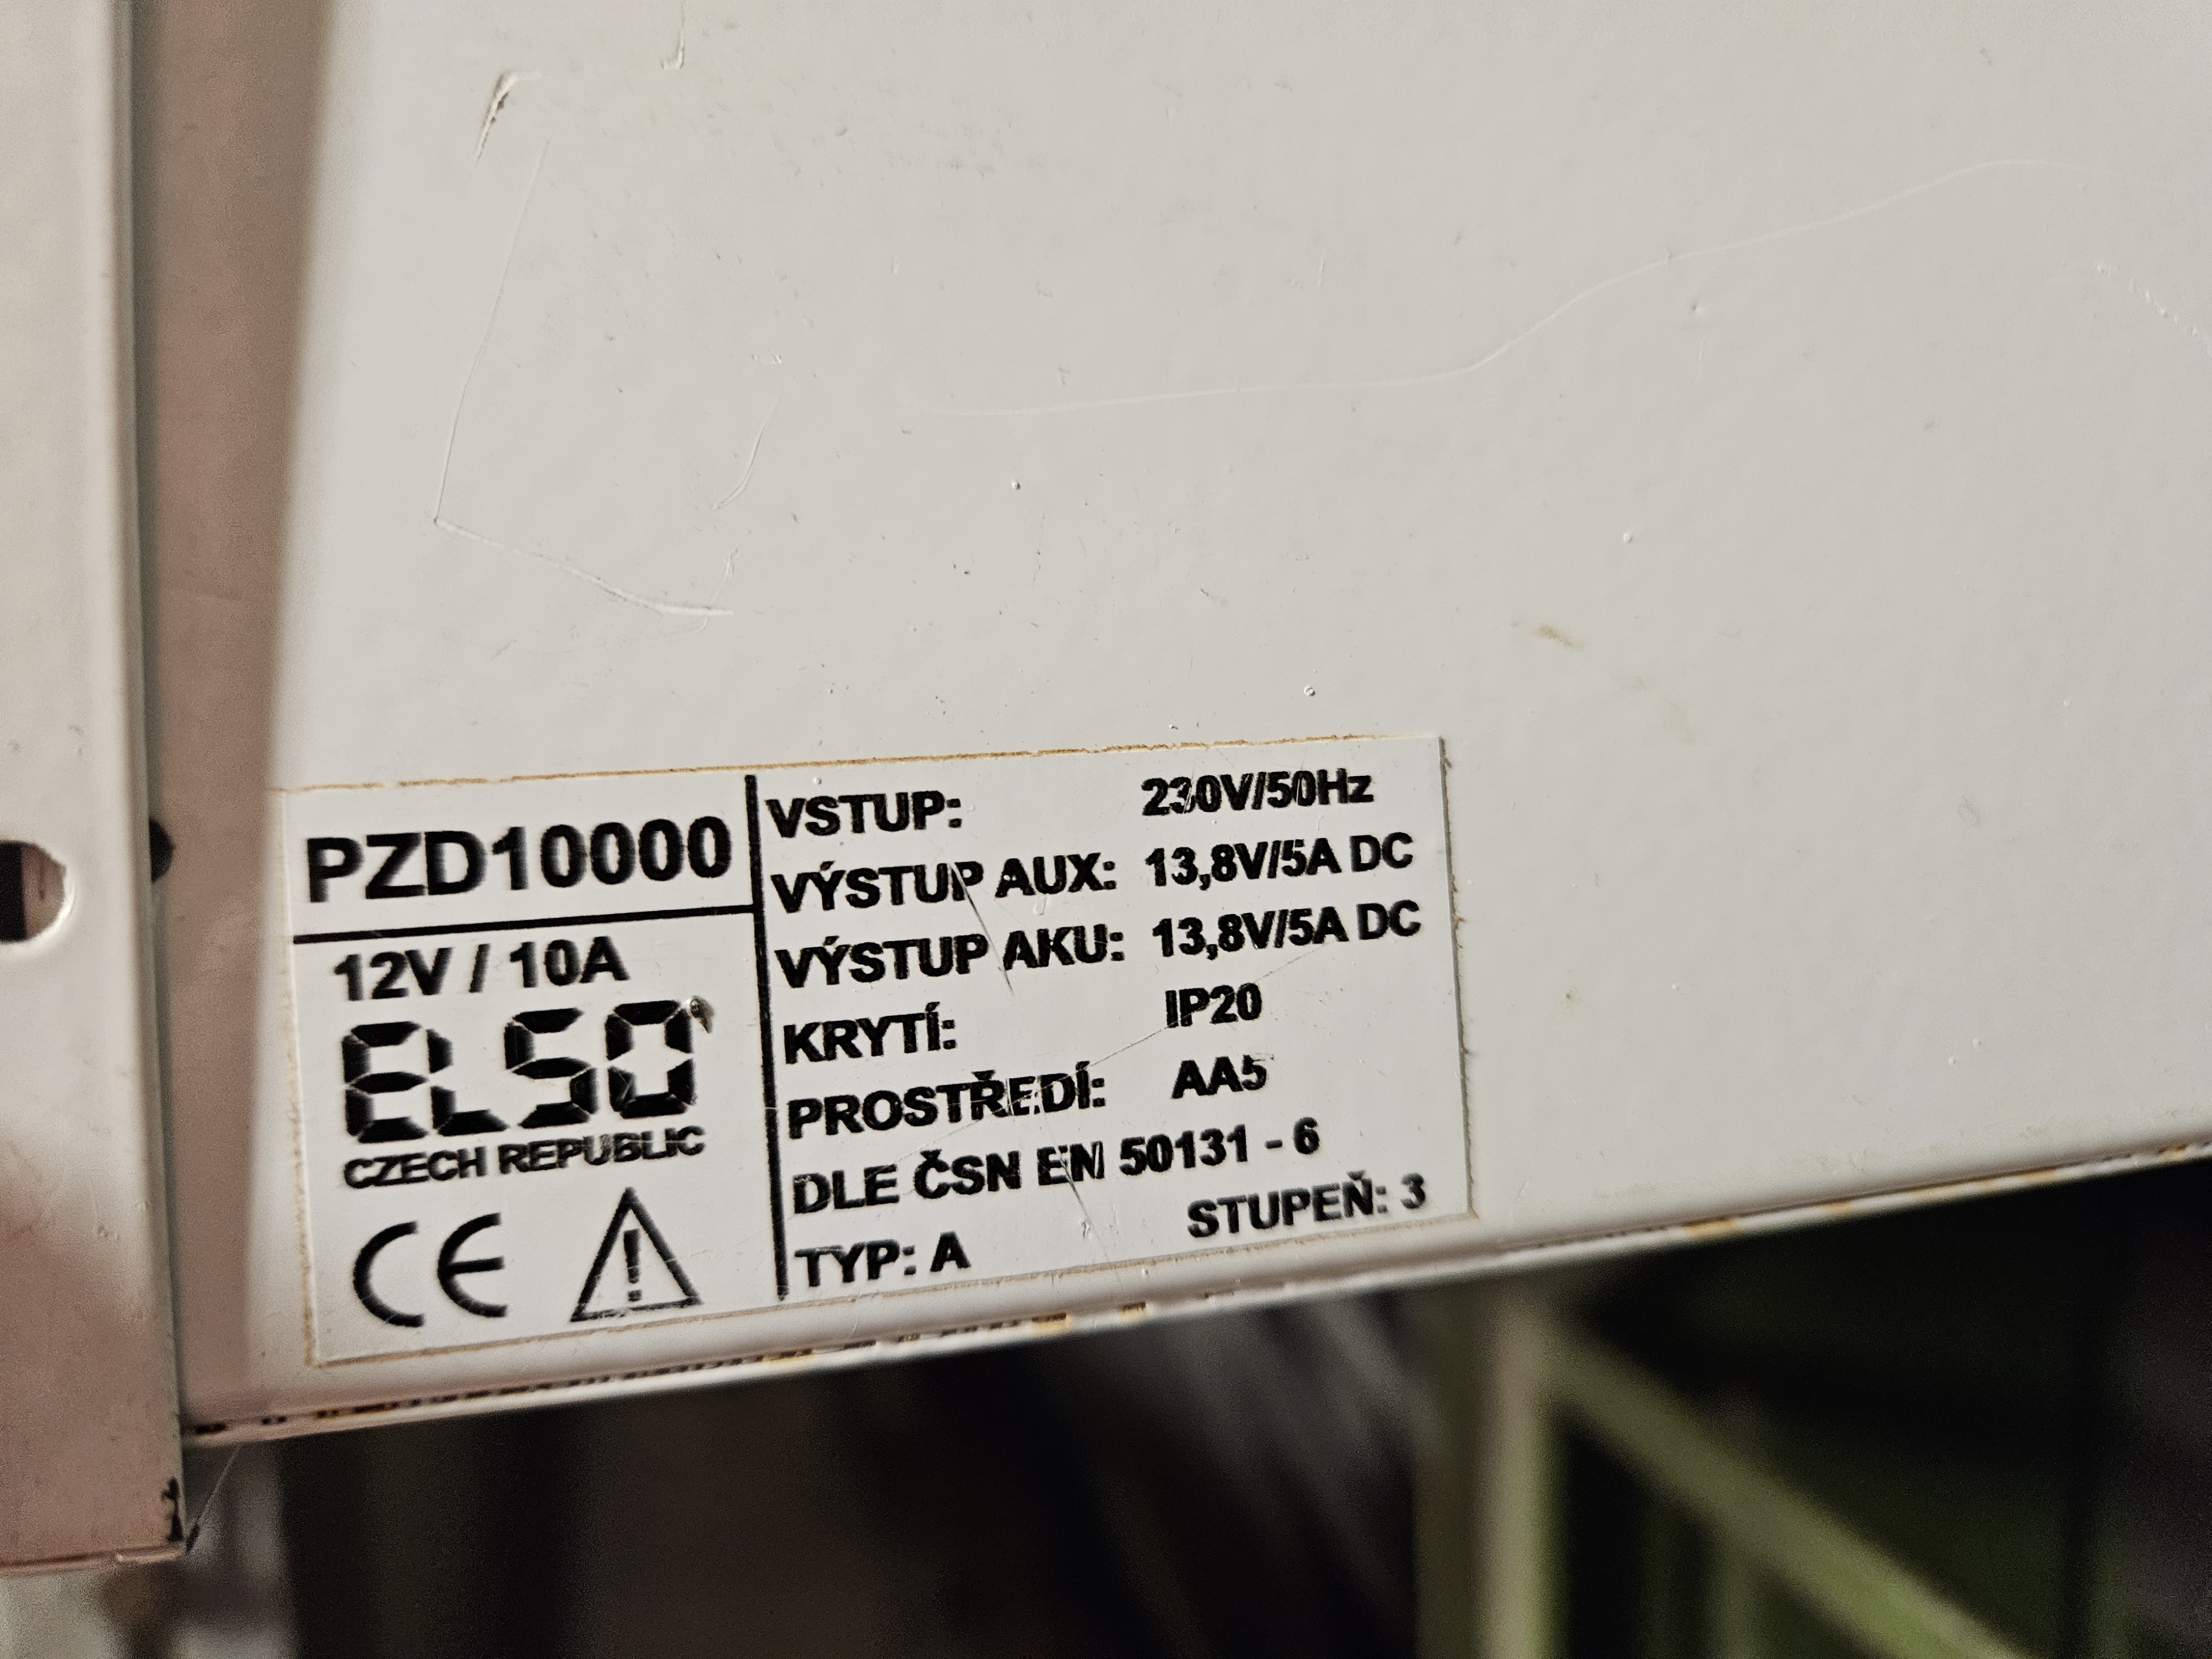 PZD10000
12V / 10A
ELSO
CZECH REPUBLIC
CE
VSTUP: 230V/50Hz
VÝSTUP AUX: 13,8V/5A DC
VÝSTUP AKU: 13,8V/5A DC
KRYTÍ: IP20
PROSTŘEDÍ: AA5
DLE ČSN EN 50131 - 6
TYP: A STUPEŇ: 3